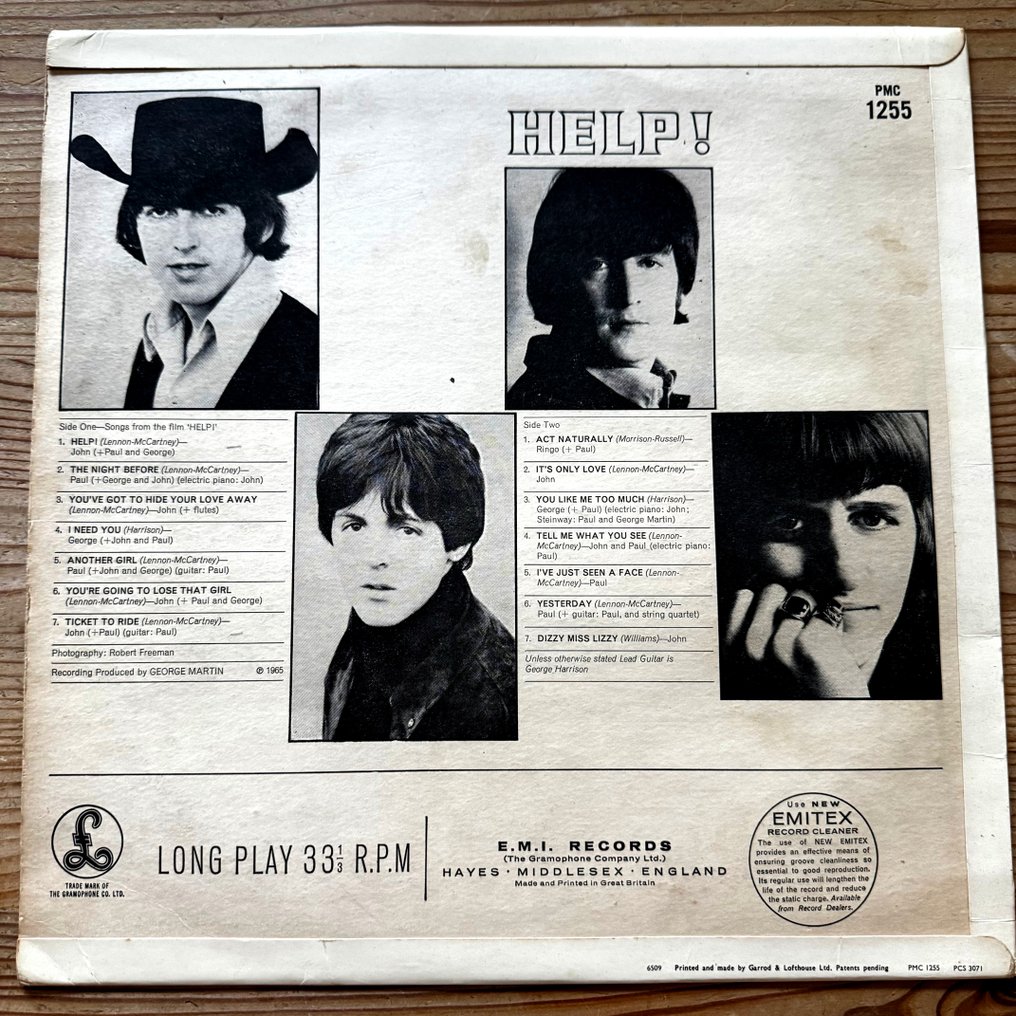 PMC
1255
HELP!
Side One—Songs from the film 'HELP!'
1. HELP! (Lennon-McCartney)—
John (+Paul and George)
2. THE NIGHT BEFORE (Lennon-McCartney)—
Paul (+George and John) (electric piano: John)
3. YOU'VE GOT TO HIDE YOUR LOVE AWAY
(Lennon-McCartney)—John (+ flutes)
4. I NEED YOU (Harrison)—
George (+John and Paul)
5. ANOTHER GIRL (Lennon-McCartney)—
Paul (+John and George) (guitar: Paul)
6. YOU'RE GOING TO LOSE THAT GIRL
(Lennon-McCartney)—John (+ Paul and George)
7. TICKET TO RIDE (Lennon-McCartney)—
John (+Paul) (guitar: Paul)
Photography: Robert Freeman
Recording Produced by GEORGE MARTIN ℗ 1965
Side Two
1. ACT NATURALLY (Morrison-Russell)—
Ringo (+ Paul)
2. IT'S ONLY LOVE (Lennon-McCartney)—
John
3. YOU LIKE ME TOO MUCH (Harrison)—
George (+ Paul) (electric piano: John;
Steinway: Paul and George Martin)
4. TELL ME WHAT YOU SEE (Lennon-
McCartney)—John and Paul (electric piano:
Paul)
5. I'VE JUST SEEN A FACE (Lennon-
McCartney)—Paul
6. YESTERDAY (Lennon-McCartney)—
Paul (+ guitar: Paul, and string quartet)
7. DIZZY MISS LIZZY (Williams)—John
Unless otherwise stated Lead Guitar is
George Harrison
£
TRADE MARK OF
THE GRAMOPHONE CO. LTD.
LONG PLAY 33⅓ R.P.M
E.M.I. RECORDS
(The Gramophone Company Ltd.)
HAYES · MIDDLESEX · ENGLAND
Made and Printed in Great Britain
Use NEW
EMITEX
RECORD CLEANER
The use of NEW EMITEX
provides an effective means of
ensuring groove cleanliness so
essential to good reproduction.
Its regular use will lengthen the
life of the record and reduce
the static charge. Available
from Record Dealers.
6509 Printed and made by Garrod & Lofthouse Ltd. Patents pending PMC 1255 PCS 3071